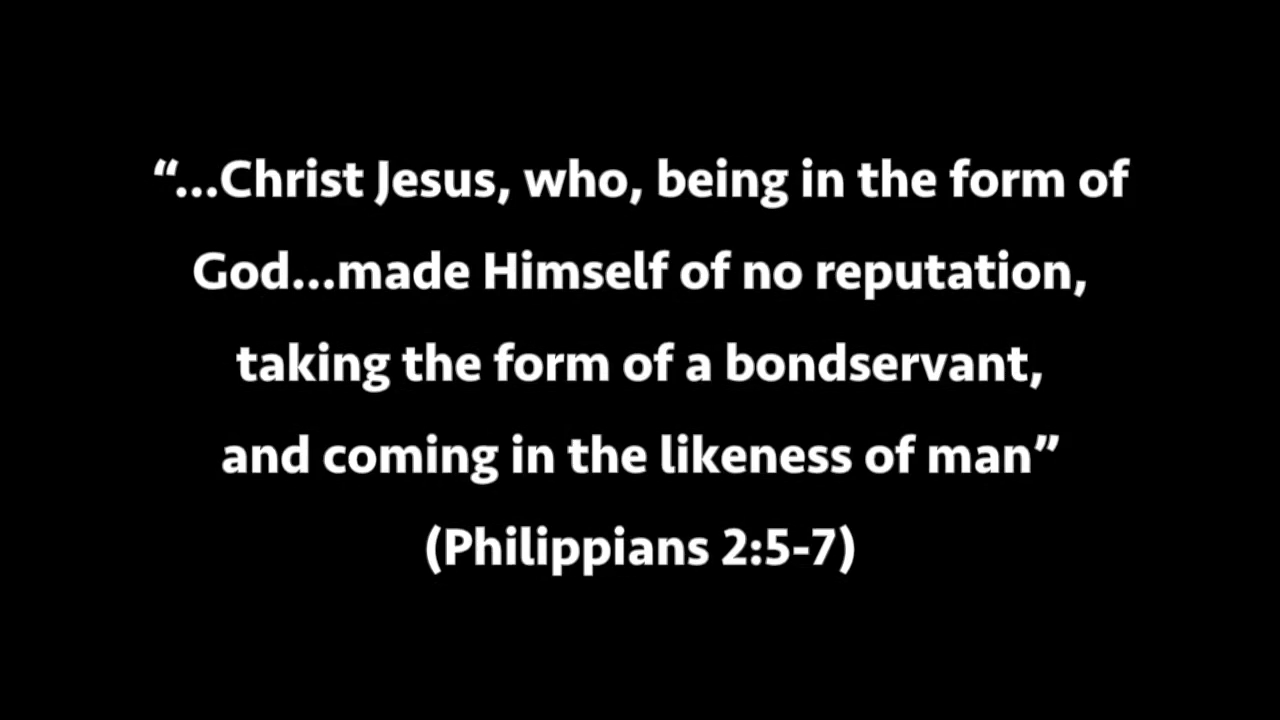 “...Christ Jesus, who, being in the form of
God...made Himself of no reputation,
taking the form of a bondservant,
and coming in the likeness of man”
(Philippians 2:5-7)